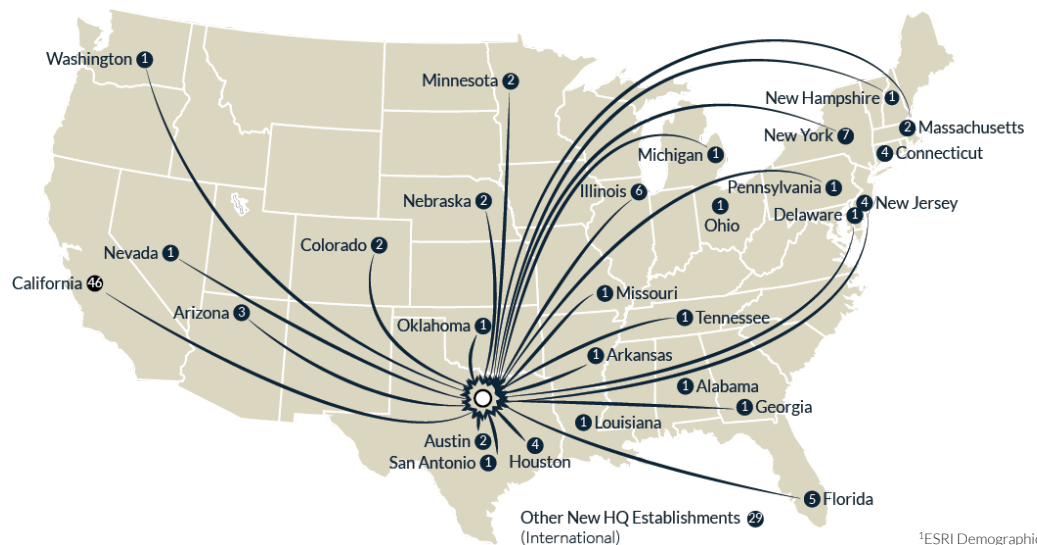 Washington 1
Minnesota 2
New Hampshire 1
Massachusetts 2
New York 7
Connecticut 4
Michigan 1
Pennsylvania 1
Illinois 6
Nebraska 2
Ohio 1
New Jersey 4
Delaware 1
Colorado 2
Nevada 1
California 46
Missouri 1
Arizona 3
Tennessee 1
Oklahoma 1
Arkansas 1
Alabama 1
Georgia 1
Louisiana 1
Austin 2
San Antonio 1
Houston 4
Florida 5
Other New HQ Establishments 29
(International)
1ESRI Demographic